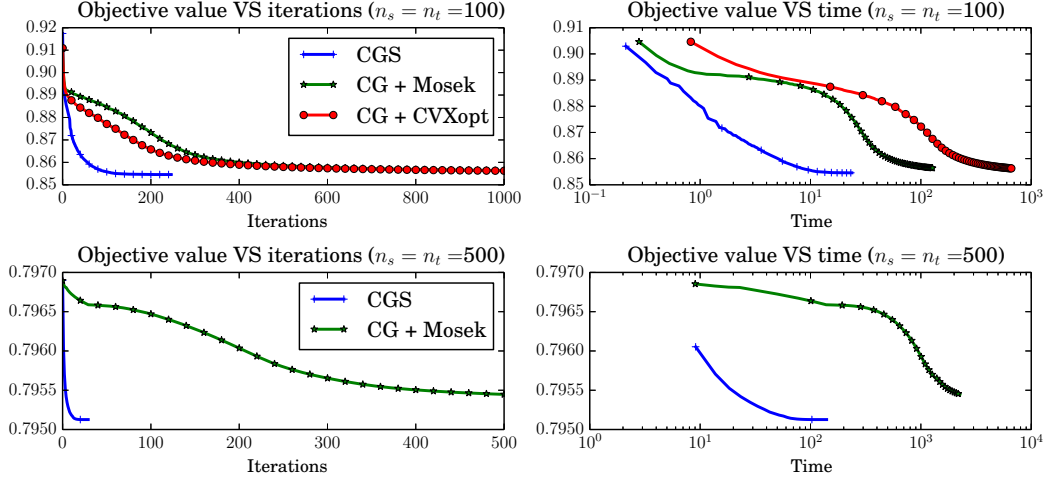 Objective value VS iterations (n_s = n_t =100)
0.92
0.91
0.90
0.89
0.88
0.87
0.86
0.85
0 200 400 600 800 1000
Iterations
CGS
CG + Mosek
CG + CVXopt
Objective value VS time (n_s = n_t =100)
0.91
0.90
0.89
0.88
0.87
0.86
0.85
10^−1 10^0 10^1 10^2 10^3
Time
Objective value VS iterations (n_s = n_t =500)
0.7970
0.7965
0.7960
0.7955
0.7950
0 100 200 300 400 500
Iterations
CGS
CG + Mosek
Objective value VS time (n_s = n_t =500)
0.7970
0.7965
0.7960
0.7955
0.7950
10^0 10^1 10^2 10^3 10^4
Time